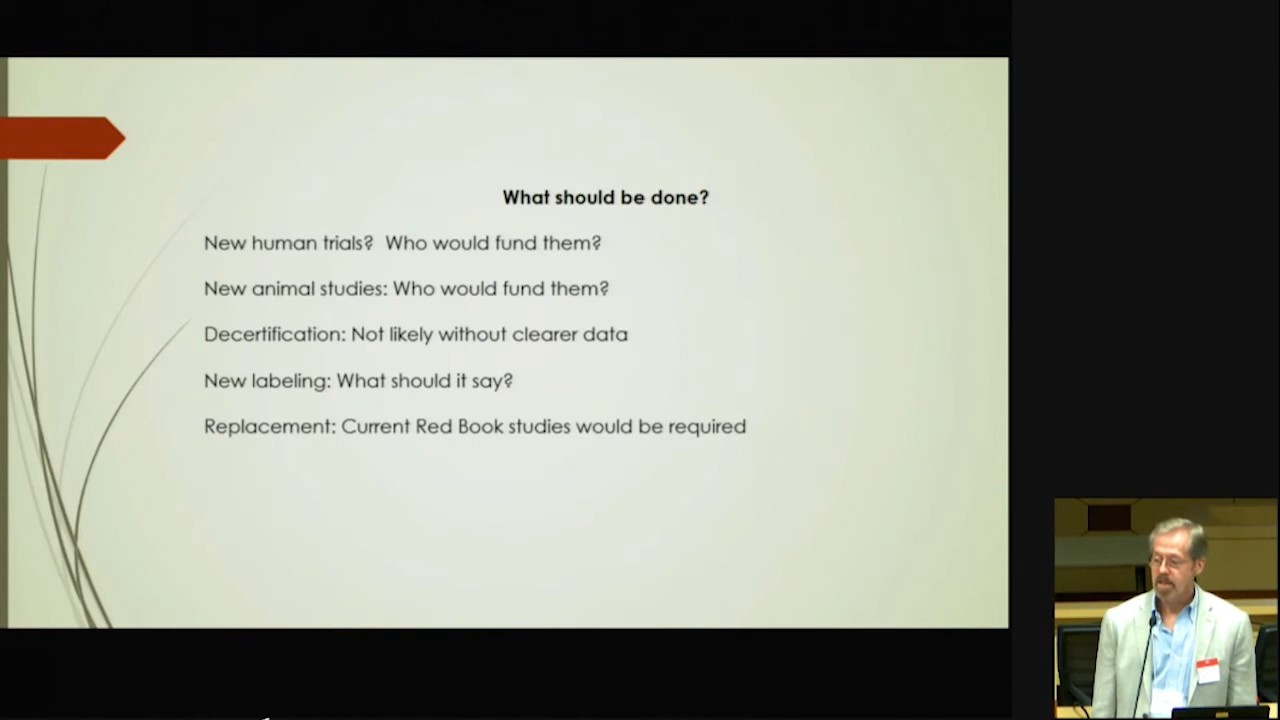 What should be done?
New human trials?  Who would fund them?
New animal studies: Who would fund them?
Decertification: Not likely without clearer data
New labeling: What should it say?
Replacement: Current Red Book studies would be required